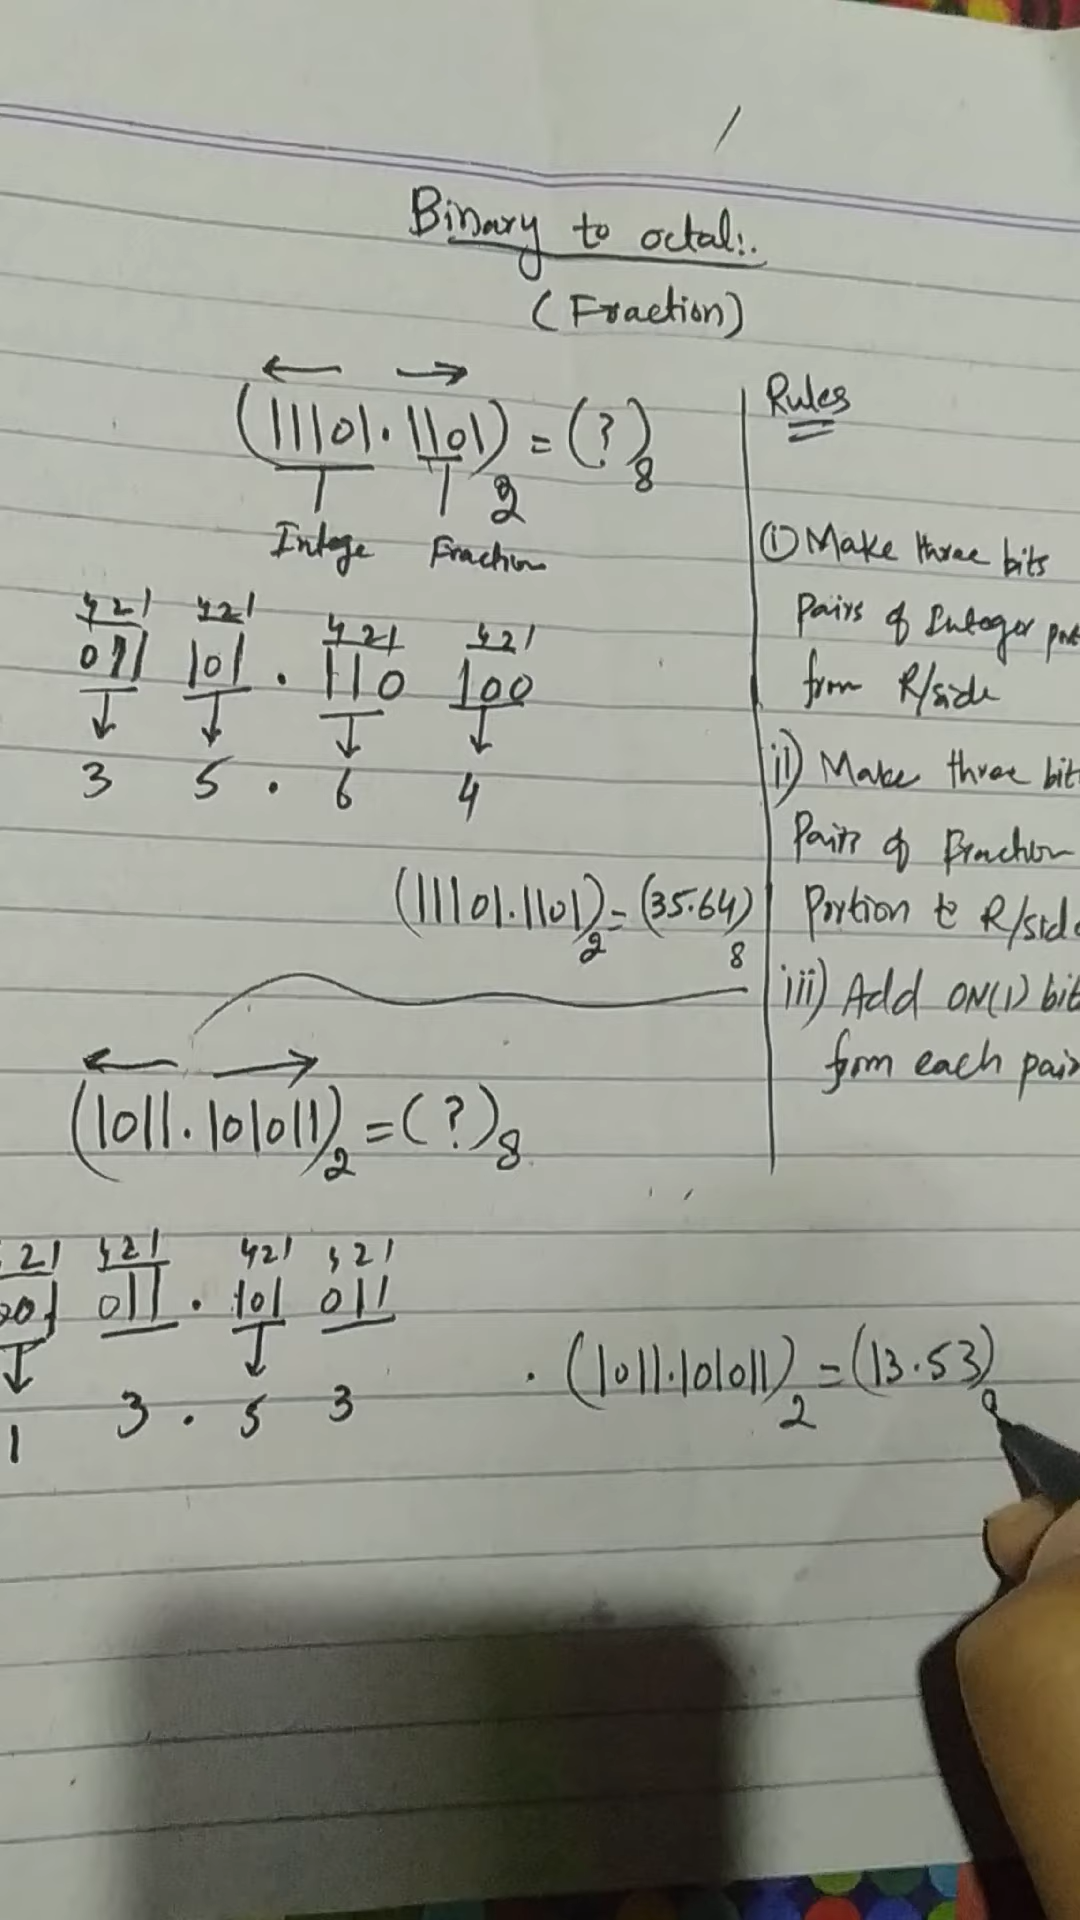 Binary to octal:.
(Fraction)
(11101.1101)2 = (?)8
Intege Fraction
421 421 421 421
011 101 . 110 100
3 5 . 6 4
(11101.1101)2 = (35.64)8
Rules
(i) Make three bits
pairs of Integer
from R/side
ii) Make three bit
Pairs of Fraction
Portion to R/side
iii) Add ON(1) bit
from each pair
(1011.101011)2 = (?)8
21 421 421 421
001 011 . 101 011
1 3 . 5 3
. (1011.101011)2 = (13.53)8